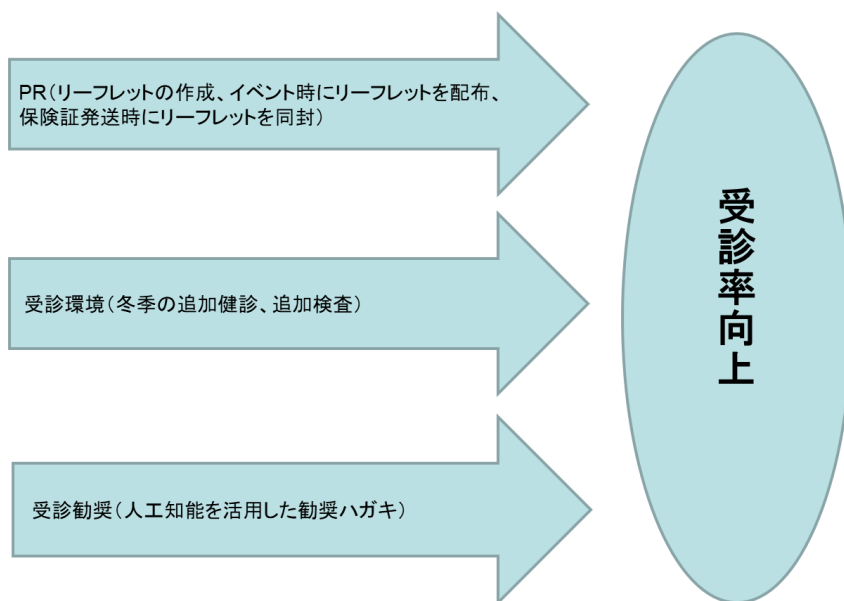 PR(リーフレットの作成、イベント時にリーフレットを配布、
保険証発送時にリーフレットを同封)
受診環境(冬季の追加健診、追加検査)
受診勧奨(人工知能を活用した勧奨ハガキ)
受診率向上